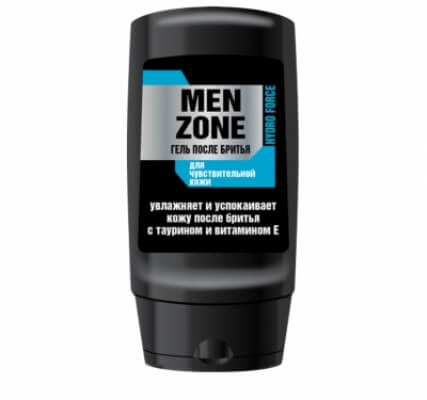 MEN
ZONE
ГЕЛЬ ПОСЛЕ БРИТЬЯ
HYDRO FORCE
для
чувствительной
кожи
увлажняет и успокаивает
кожу после бритья
с таурином и витамином Е